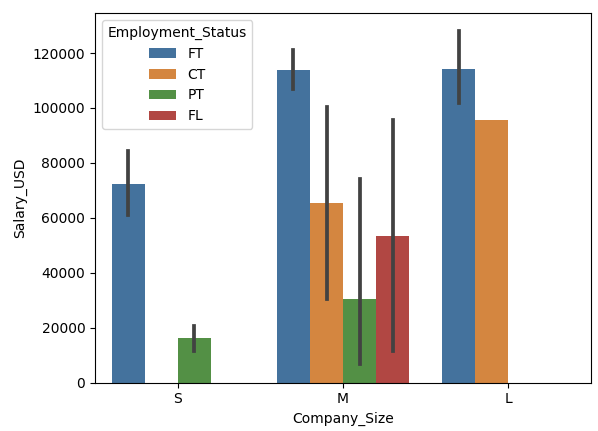 Employment_Status
FT
CT
PT
FL
120000
100000
80000
60000
40000
20000
0
Salary_USD
S
M
L
Company_Size